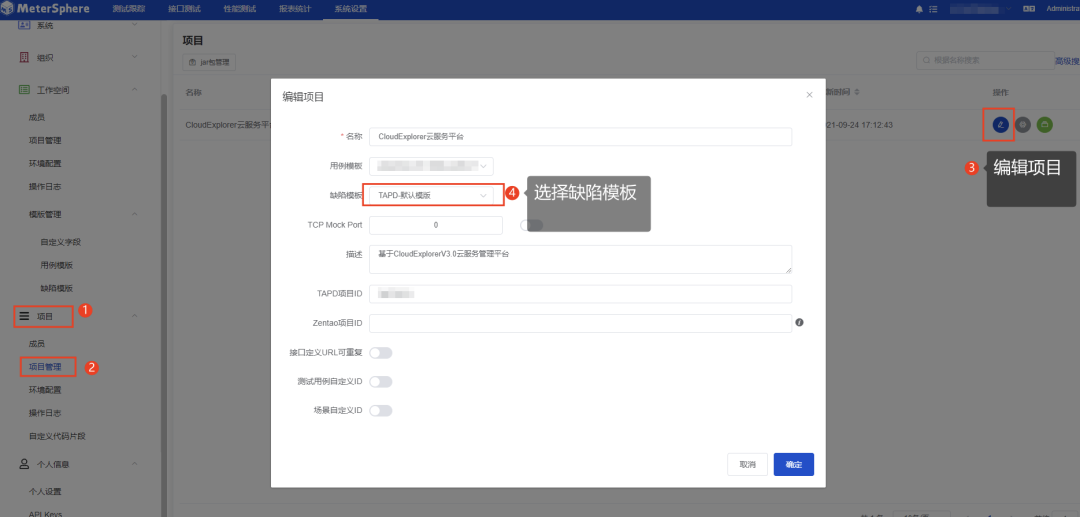 MeterSphere
测试跟踪 接口测试 性能测试 报表统计 系统设置
Administra
系统
组织
工作空间
成员
项目管理
环境配置
操作日志
模版管理
自定义字段
用例模版
缺陷模版
1
项目
成员
2
项目管理
环境配置
操作日志
自定义代码片段
个人信息
个人设置
API Keys
项目
jar包管理
根据名称搜索
高级搜
名称
新时间
操作
CloudExplorer云服务平
21-09-24 17:12:43
3
编辑项目
编辑项目
* 名称
CloudExplorer云服务平台
用例模板
缺陷模板
TAPD-默认模版
4
选择缺陷模板
TCP Mock Port
0
描述
基于CloudExplorerV3.0云服务管理平台
TAPD项目ID
Zentao项目ID
接口定义URL可重复
测试用例自定义ID
场景自定义ID
取消
确定